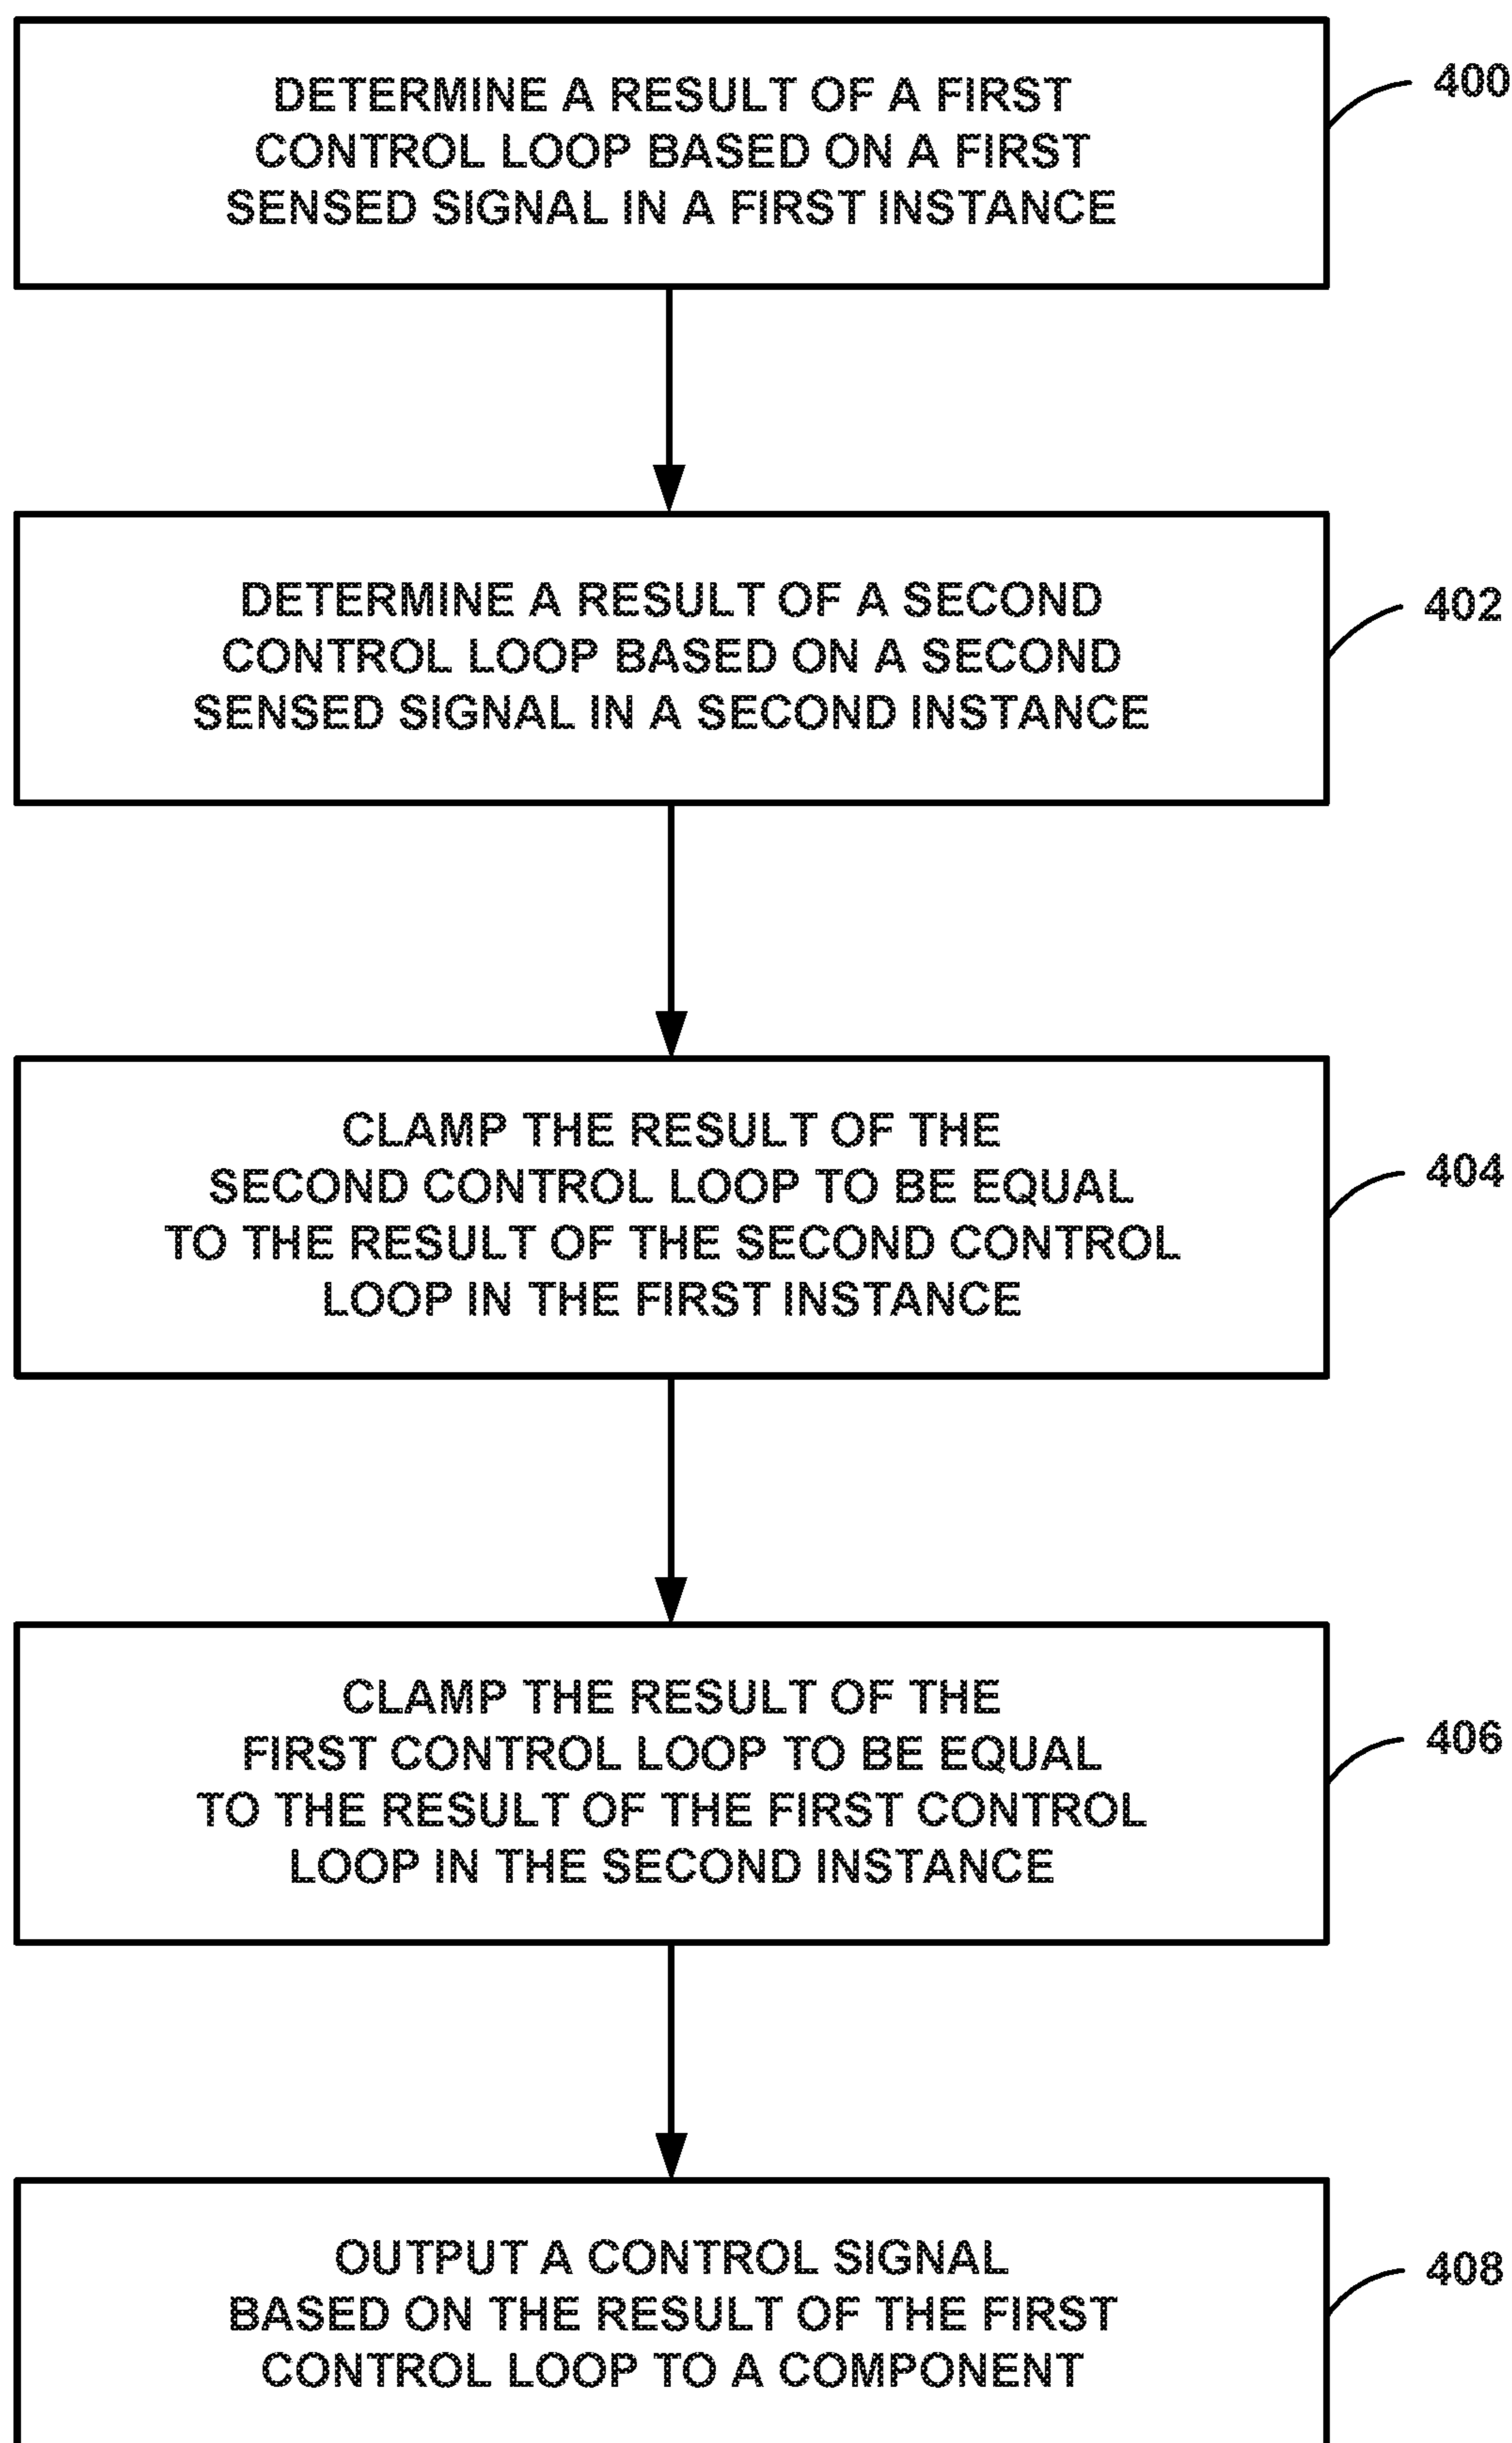 DETERMINE A RESULT OF A FIRST
CONTROL LOOP BASED ON A FIRST
SENSED SIGNAL IN A FIRST INSTANCE
400
DETERMINE A RESULT OF A SECOND
CONTROL LOOP BASED ON A SECOND
SENSED SIGNAL IN A SECOND INSTANCE
402
CLAMP THE RESULT OF THE
SECOND CONTROL LOOP TO BE EQUAL
TO THE RESULT OF THE SECOND CONTROL
LOOP IN THE FIRST INSTANCE
404
CLAMP THE RESULT OF THE
FIRST CONTROL LOOP TO BE EQUAL
TO THE RESULT OF THE FIRST CONTROL
LOOP IN THE SECOND INSTANCE
406
OUTPUT A CONTROL SIGNAL
BASED ON THE RESULT OF THE FIRST
CONTROL LOOP TO A COMPONENT
408